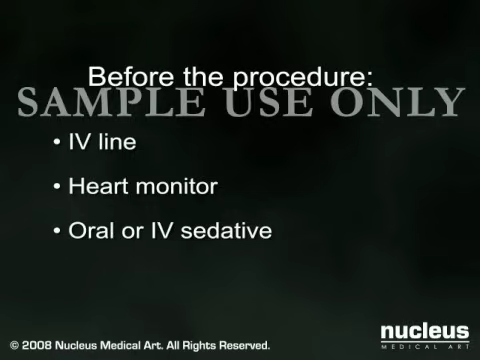 Before the procedure:
SAMPLE USE ONLY
• IV line
• Heart monitor
• Oral or IV sedative
nucleus
MEDICAL ART
© 2008 Nucleus Medical Art. All Rights Reserved.